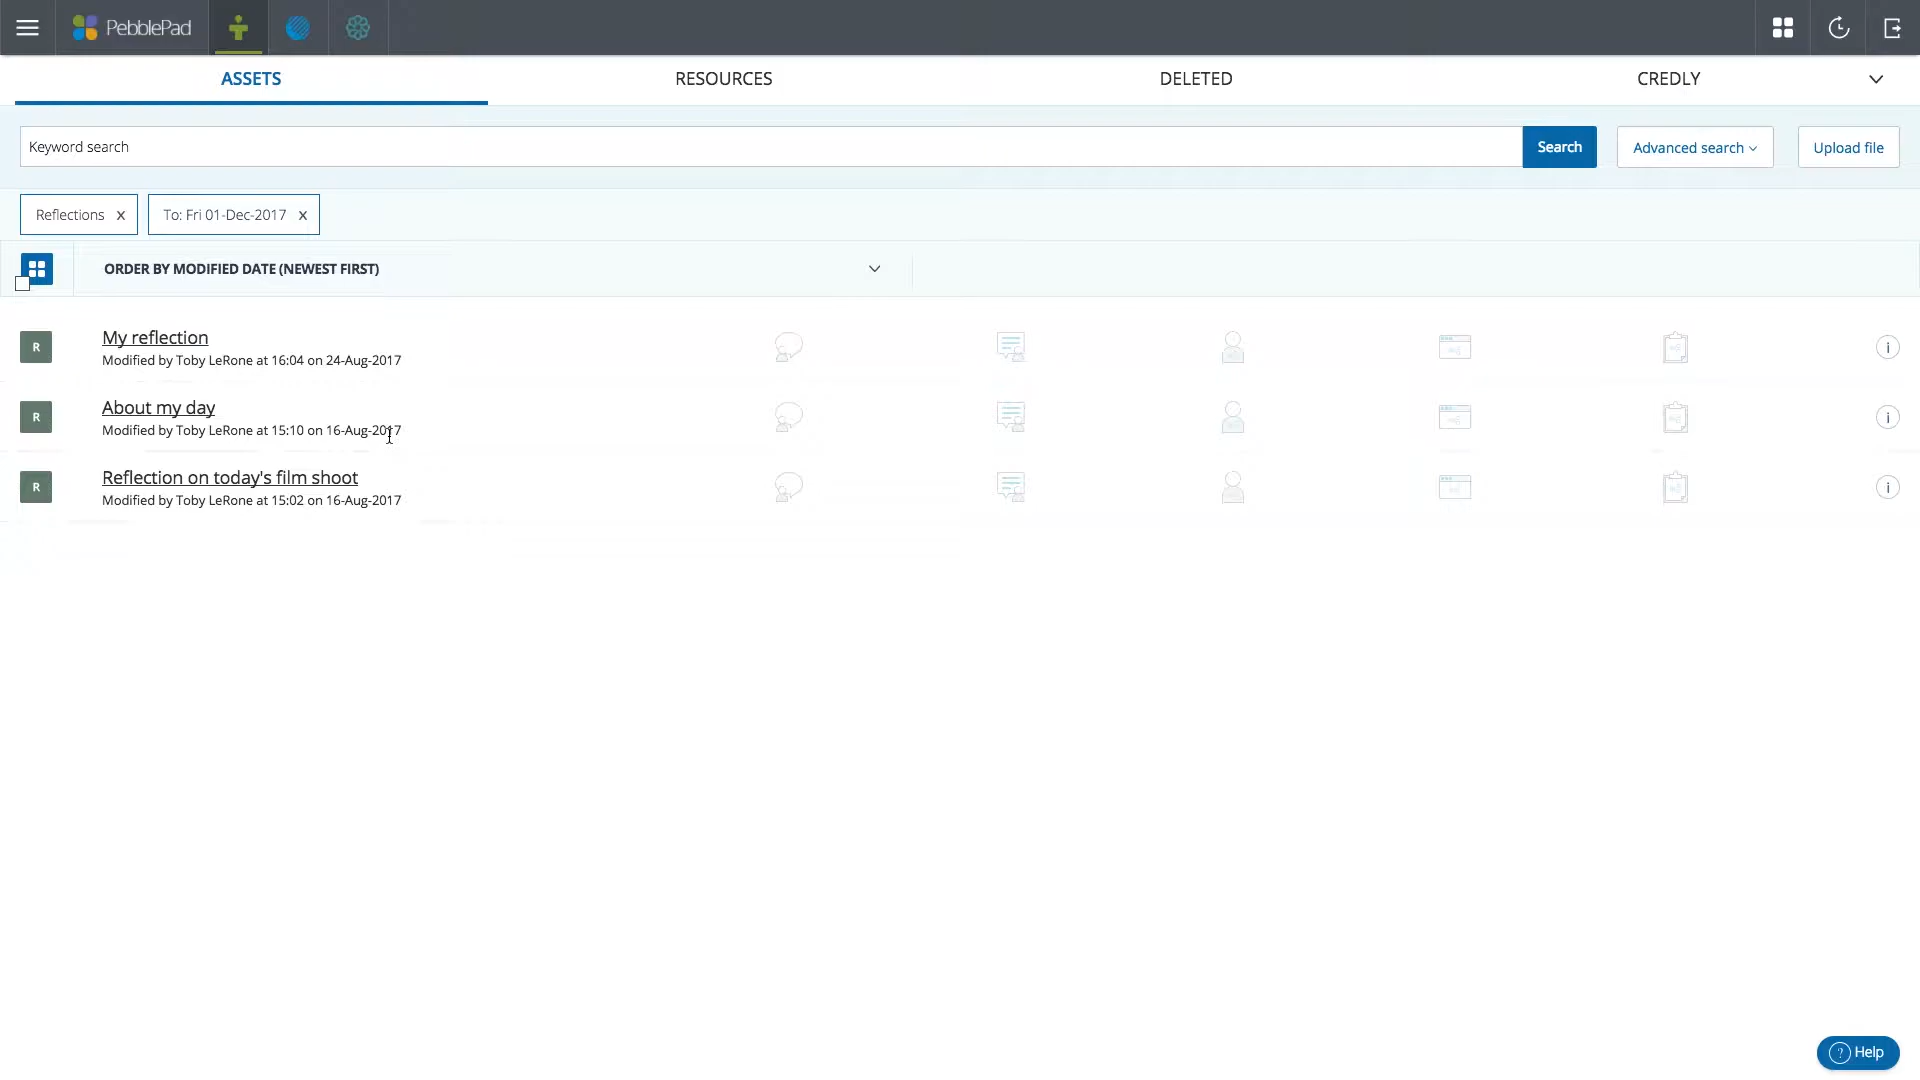 PebblePad
ASSETS
RESOURCES
DELETED
CREDLY
Keyword search
Search
Advanced search
Upload file
Reflections x
To: Fri 01-Dec-2017 x
ORDER BY MODIFIED DATE (NEWEST FIRST)
R
My reflection
Modified by Toby LeRone at 16:04 on 24-Aug-2017
i
R
About my day
Modified by Toby LeRone at 15:10 on 16-Aug-2017
i
R
Reflection on today's film shoot
Modified by Toby LeRone at 15:02 on 16-Aug-2017
i
? Help